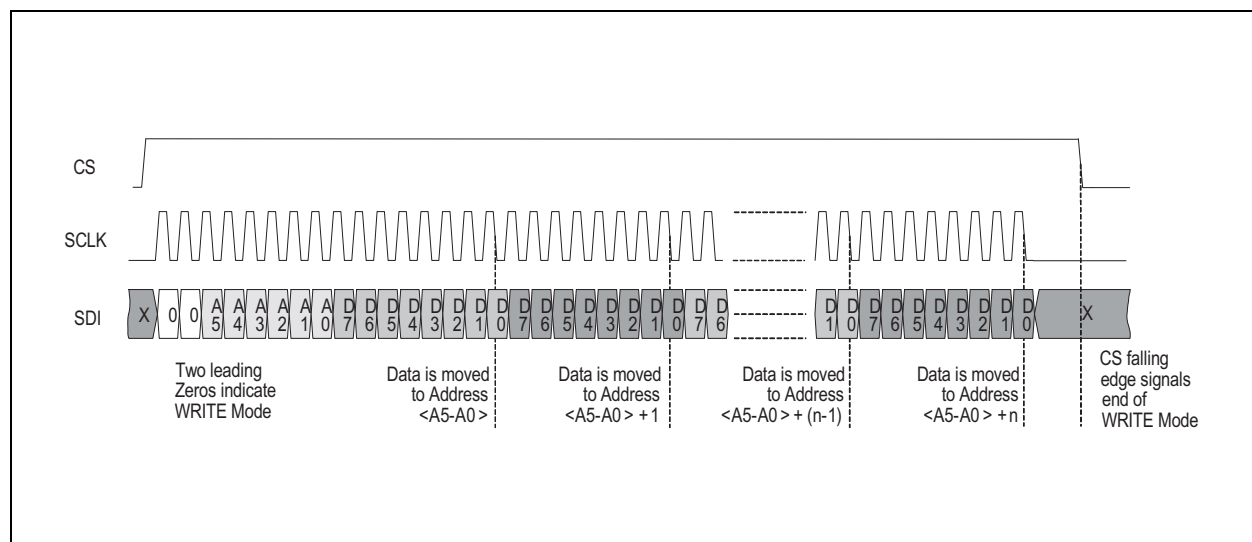 CS
SCLK
SDI
X 0 0 A5 A4 A3 A2 A1 A0 D7 D6 D5 D4 D3 D2 D1 D0 D7 D6 D5 D4 D3 D2 D1 D0 D7 D6 D1 D0 D7 D6 D5 D4 D3 D2 D1 D0 X
Two leading
Zeros indicate
WRITE Mode
Data is moved
to Address
<A5-A0 >
Data is moved
to Address
<A5-A0 > +1
Data is moved
to Address
<A5-A0 > + (n-1)
Data is moved
to Address
<A5-A0 > +n
CS falling
edge signals
end of
WRITE Mode